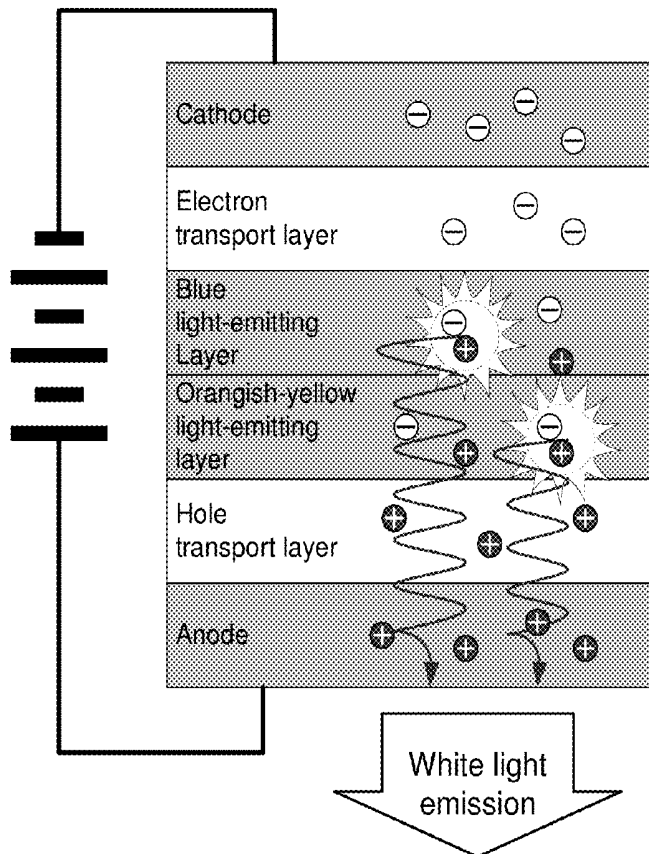 Cathode
Electron
transport layer
Blue
light-emitting
Layer
Orangish-yellow
light-emitting
layer
Hole
transport layer
Anode
White light
emission